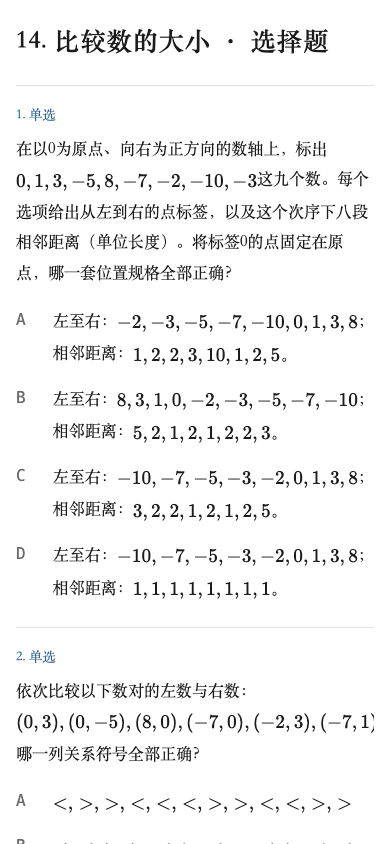 14. 比较数的大小 · 选择题
1. 单选
在以0为原点、向右为正方向的数轴上，标出
0, 1, 3, −5, 8, −7, −2, −10, −3这九个数。每个
选项给出从左到右的点标签，以及这个次序下八段
相邻距离（单位长度）。将标签0的点固定在原
点，哪一套位置规格全部正确？
A 左至右：−2, −3, −5, −7, −10, 0, 1, 3, 8；
相邻距离：1, 2, 2, 3, 10, 1, 2, 5。
B 左至右：8, 3, 1, 0, −2, −3, −5, −7, −10；
相邻距离：5, 2, 1, 2, 1, 2, 2, 3。
C 左至右：−10, −7, −5, −3, −2, 0, 1, 3, 8；
相邻距离：3, 2, 2, 1, 2, 1, 2, 5。
D 左至右：−10, −7, −5, −3, −2, 0, 1, 3, 8；
相邻距离：1, 1, 1, 1, 1, 1, 1, 1。
2. 单选
依次比较以下数对的左数与右数：
(0, 3), (0, −5), (8, 0), (−7, 0), (−2, 3), (−7, 1)
哪一列关系符号全部正确？
A <, >, >, <, <, <, >, >, <, <, >, >